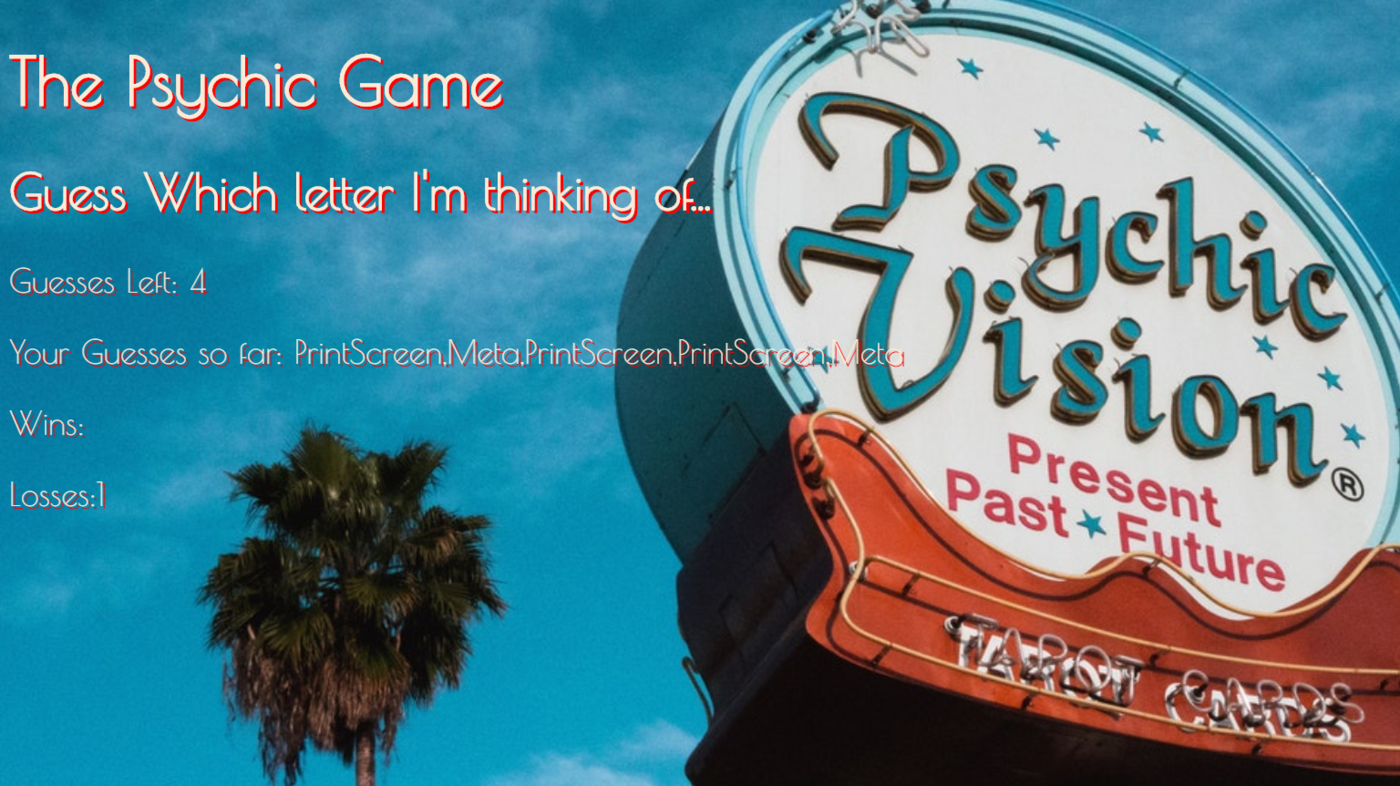 The Psychic Game
Guess Which letter I'm thinking of...
Guesses Left: 4
Your Guesses so far: PrintScreen,Meta,PrintScreen,PrintScreen,Meta
Wins:
Losses:1
Psychic
Vision
®
Present
Past ★ Future
TAROT CARDS